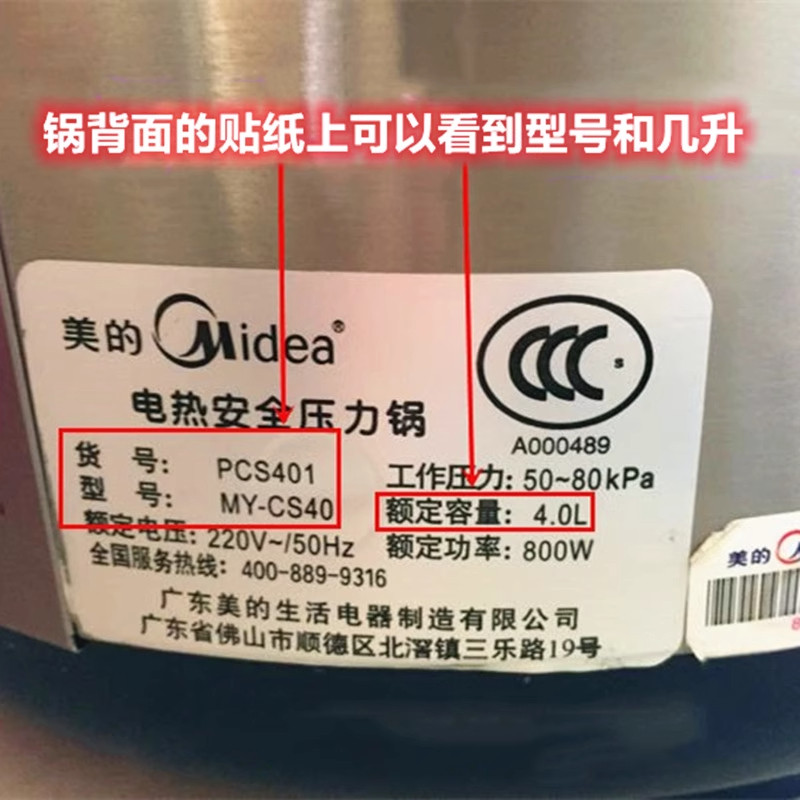 锅背面的贴纸上可以看到型号和几升
美的 Midea®
CCC S
A000489
电热安全压力锅
货 号: PCS401
型 号: MY-CS40
额定电压: 220V~/50Hz
全国服务热线: 400-889-9316
工作压力: 50~80kPa
额定容量: 4.0L
额定功率: 800W
广东美的生活电器制造有限公司
广东省佛山市顺德区北滘镇三乐路19号
美的
8